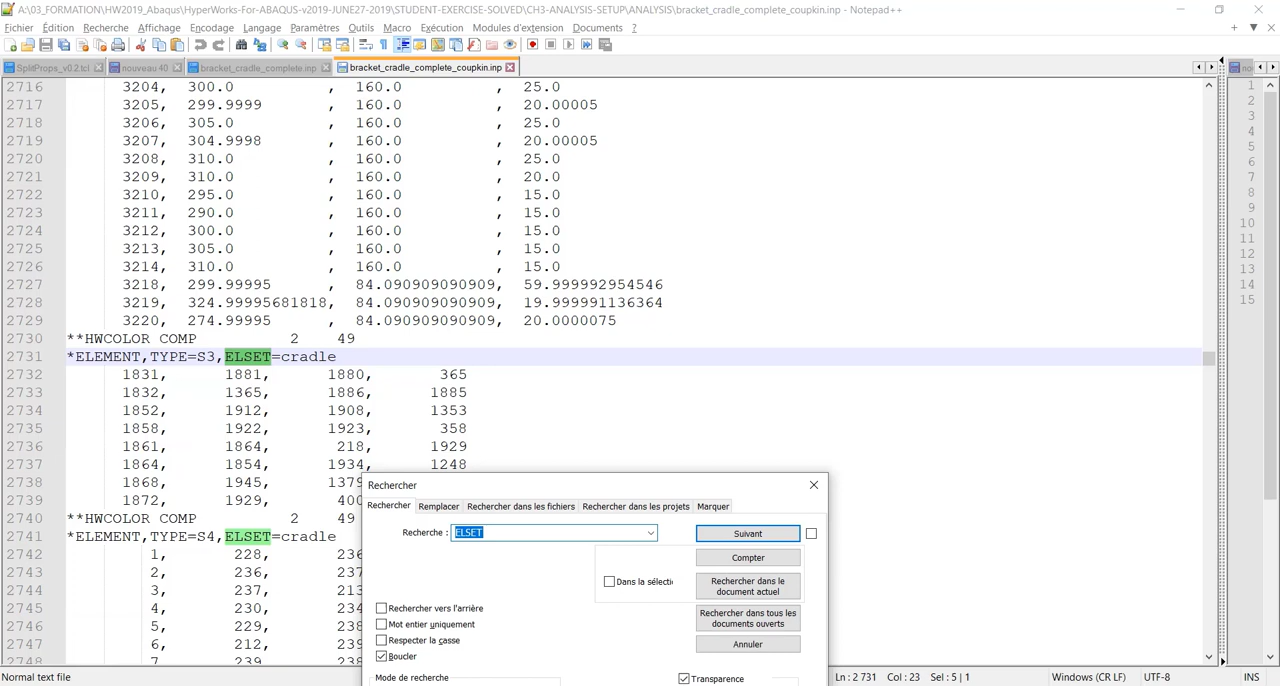 A:\03_FORMATION\HW2019_Abaqus\HyperWorks-For-ABAQUS-v2019-JUNE27-2019\STUDENT-EXERCISE-SOLVED\CH3-ANALYSIS-SETUP\ANALYSIS\bracket_cradle_complete_coupkin.inp - Notepad++
Fichier Édition Recherche Affichage Encodage Langage Paramètres Outils Macro Exécution Modules d'extension Documents ?
SplitProps_v0.2.tcl nouveau 40 bracket_cradle_complete.inp bracket_cradle_complete_coupkin.inp
2716 3204, 300.0 , 160.0 , 25.0
2717 3205, 299.9999 , 160.0 , 20.00005
2718 3206, 305.0 , 160.0 , 25.0
2719 3207, 304.9998 , 160.0 , 20.00005
2720 3208, 310.0 , 160.0 , 25.0
2721 3209, 310.0 , 160.0 , 20.0
2722 3210, 295.0 , 160.0 , 15.0
2723 3211, 290.0 , 160.0 , 15.0
2724 3212, 300.0 , 160.0 , 15.0
2725 3213, 305.0 , 160.0 , 15.0
2726 3214, 310.0 , 160.0 , 15.0
2727 3218, 299.99995 , 84.090909090909, 59.999992954546
2728 3219, 324.99995681818, 84.090909090909, 19.999991136364
2729 3220, 274.99995 , 84.090909090909, 20.0000075
2730 **HWCOLOR COMP 2 49
2731 *ELEMENT,TYPE=S3,ELSET=cradle
2732 1831, 1881, 1880, 365
2733 1832, 1365, 1886, 1885
2734 1852, 1912, 1908, 1353
2735 1858, 1922, 1923, 358
2736 1861, 1864, 218, 1929
2737 1864, 1854, 1934, 1248
2738 1868, 1945, 1379
2739 1872, 1929, 400
2740 **HWCOLOR COMP 2 49
2741 *ELEMENT,TYPE=S4,ELSET=cradle
2742 1, 228, 236
2743 2, 236, 237
2744 3, 237, 213
2745 4, 230, 234
2746 5, 229, 238
2747 6, 212, 239
2748 7, 239, 238
1
2
3
4
5
6
7
8
9
10
11
12
13
14
15
Rechercher
Rechercher Remplacer Rechercher dans les fichiers Rechercher dans les projets Marquer
Recherche : ELSET Suivant
Compter
Dans la sélecti
Rechercher dans le document actuel
Rechercher dans tous les documents ouverts
Annuler
Rechercher vers l'arrière
Mot entier uniquement
Respecter la casse
Boucler
Mode de recherche
Transparence
Normal text file Ln : 2 731 Col : 23 Sel : 5 | 1 Windows (CR LF) UTF-8 INS